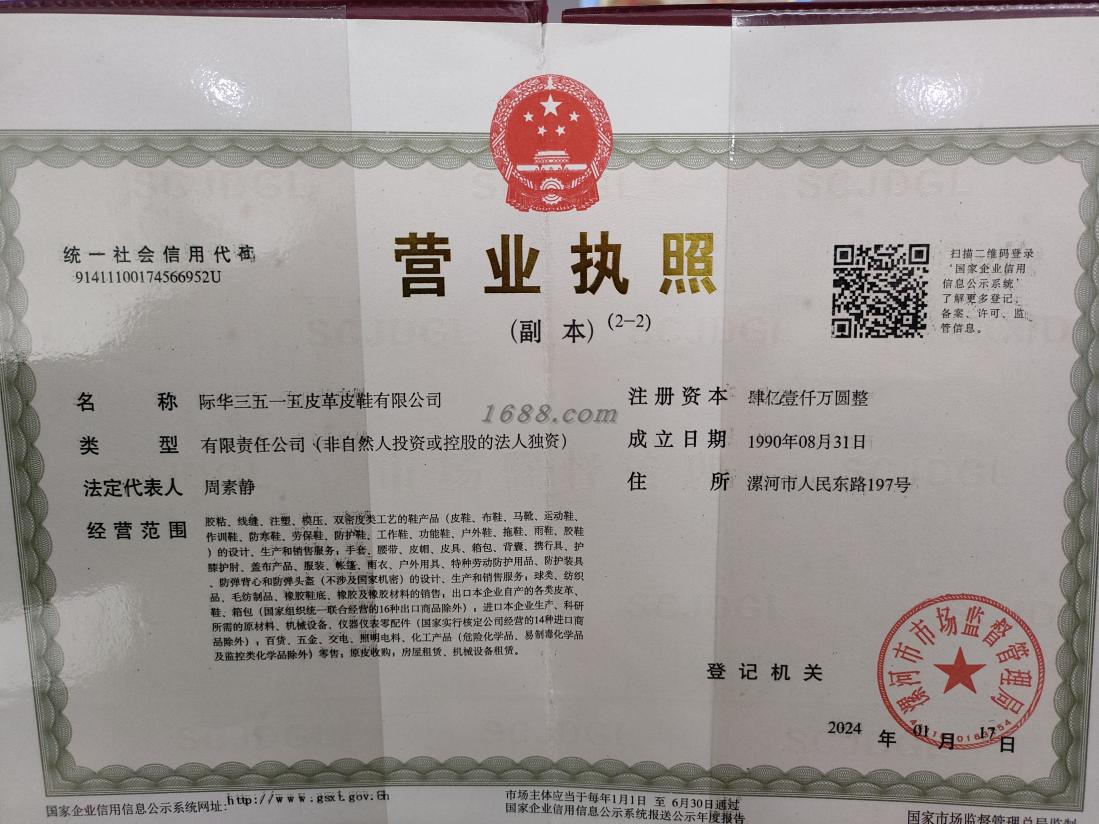 营业执照
(副 本) (2-2)
统一社会信用代码
91411100174566952U
扫描二维码登录
'国家企业信用
信息公示系统'
了解更多登记、
备案、许可、监
管信息。
名 称 际华三五一五皮革皮鞋有限公司
类 型 有限责任公司（非自然人投资或控股的法人独资）
法定代表人 周素静
经营范围 胶粘、线缝、注塑、模压、双密度类工艺的鞋产品（皮鞋、布鞋、马靴、运动鞋、
作训鞋、防寒鞋、劳保鞋、防护鞋、工作鞋、功能鞋、户外鞋、拖鞋、雨鞋、胶鞋
）的设计、生产和销售服务；手套、腰带、皮帽、皮具、箱包、背囊、携行具、护
膝护肘、盖布产品、服装、帐篷、雨衣、户外用具、特种劳动防护用品、防护装具
、防弹背心和防弹头盔（不涉及国家机密）的设计、生产和销售服务；球类、纺织
品、毛纺制品、橡胶鞋底、橡胶及橡胶材料的销售；出口本企业自产的各类皮革、
鞋、箱包（国家组织统一联合经营的16种出口商品除外）；进口本企业生产、科研
所需的原材料、机械设备、仪器仪表零配件（国家实行核定公司经营的14种进口商
品除外）；百货、五金、交电、照明电料、化工产品（危险化学品、易制毒化学品
及监控类化学品除外）零售；原皮收购；房屋租赁、机械设备租赁。
注册资本 肆亿壹仟万圆整
成立日期 1990年08月31日
住 所 漯河市人民东路197号
1688.com
登记机关
漯河市市场监督管理局
2024 年 01 月 17 日
国家企业信用信息公示系统网址：http://www.gsxt.gov.cn
市场主体应当于每年1月1日 至 6月30日通过
国家企业信用信息公示系统报送公示年度报告
国家市场监督管理总局监制